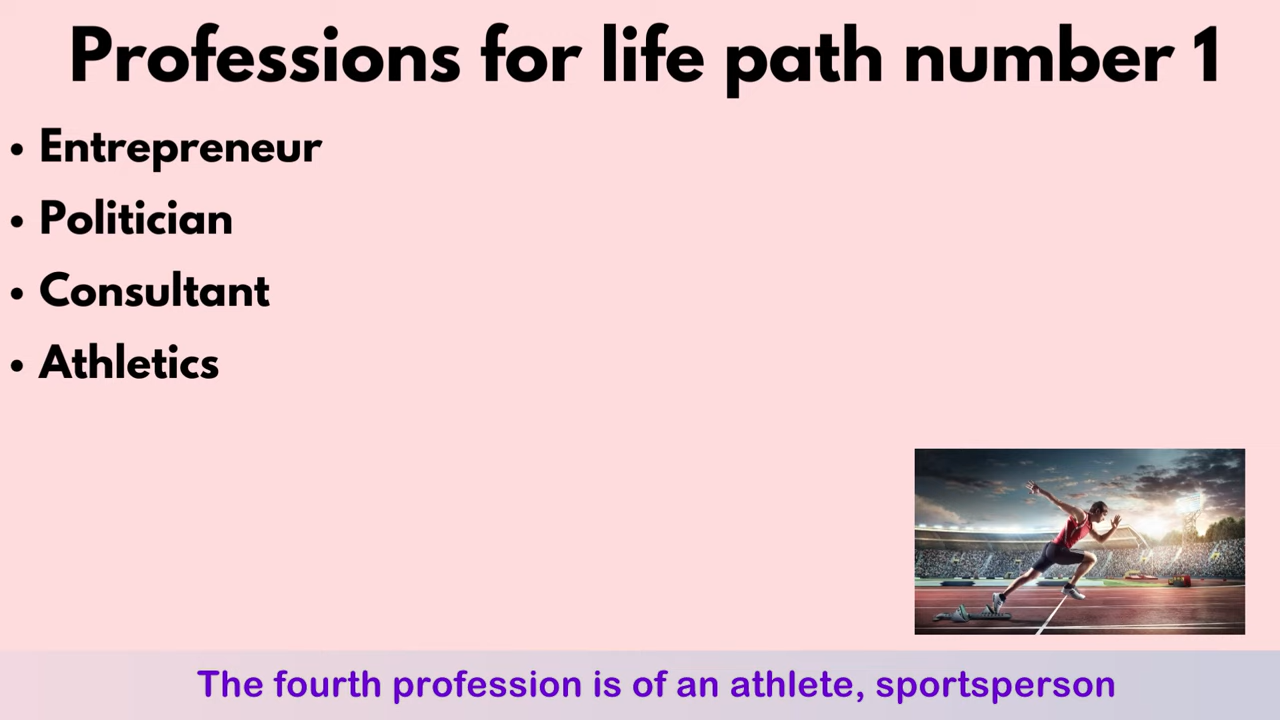 Professions for life path number 1
• Entrepreneur
• Politician
• Consultant
• Athletics
The fourth profession is of an athlete, sportsperson